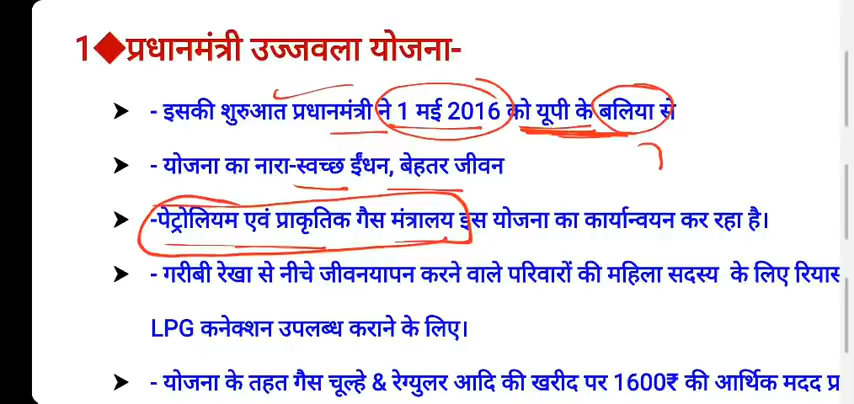 1◆प्रधानमंत्री उज्जवला योजना-
➤ - इसकी शुरुआत प्रधानमंत्री ने 1 मई 2016 को यूपी के बलिया से
➤ - योजना का नारा-स्वच्छ ईंधन, बेहतर जीवन
➤ -पेट्रोलियम एवं प्राकृतिक गैस मंत्रालय इस योजना का कार्यान्वयन कर रहा है।
➤ - गरीबी रेखा से नीचे जीवनयापन करने वाले परिवारों की महिला सदस्य के लिए
LPG कनेक्शन उपलब्ध कराने के लिए।
➤ - योजना के तहत गैस चूल्हे & रेग्युलर आदि की खरीद पर 1600₹ की आर्थिक मदद